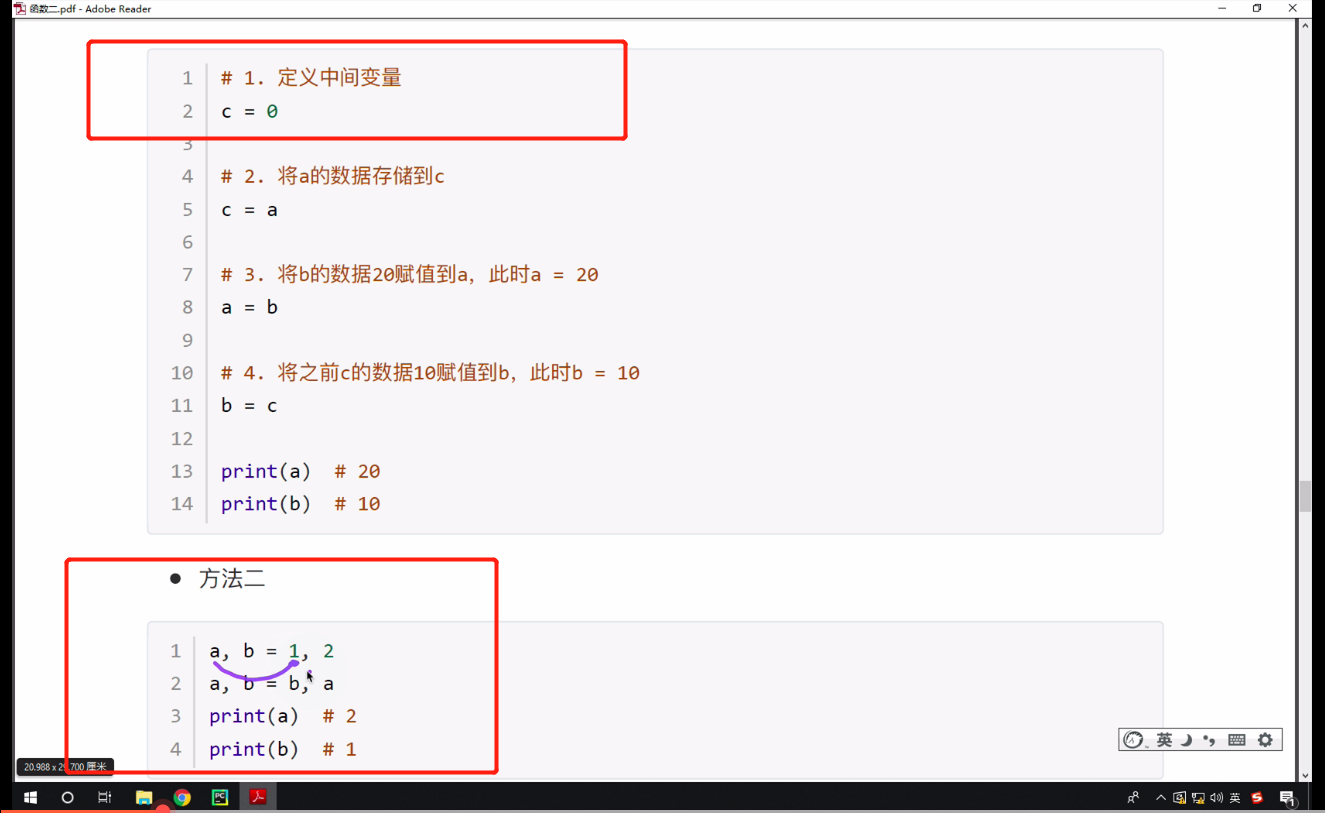 函数二.pdf - Adobe Reader
1 # 1. 定义中间变量
2 c = 0
3
4 # 2. 将a的数据存储到c
5 c = a
6
7 # 3. 将b的数据20赋值到a，此时a = 20
8 a = b
9
10 # 4. 将之前c的数据10赋值到b，此时b = 10
11 b = c
12
13 print(a)  # 20
14 print(b)  # 10
● 方法二
1 a, b = 1, 2
2 a, b = b, a
3 print(a)  # 2
4 print(b)  # 1
英
20.988 x 29.700 厘米
PC
英
1